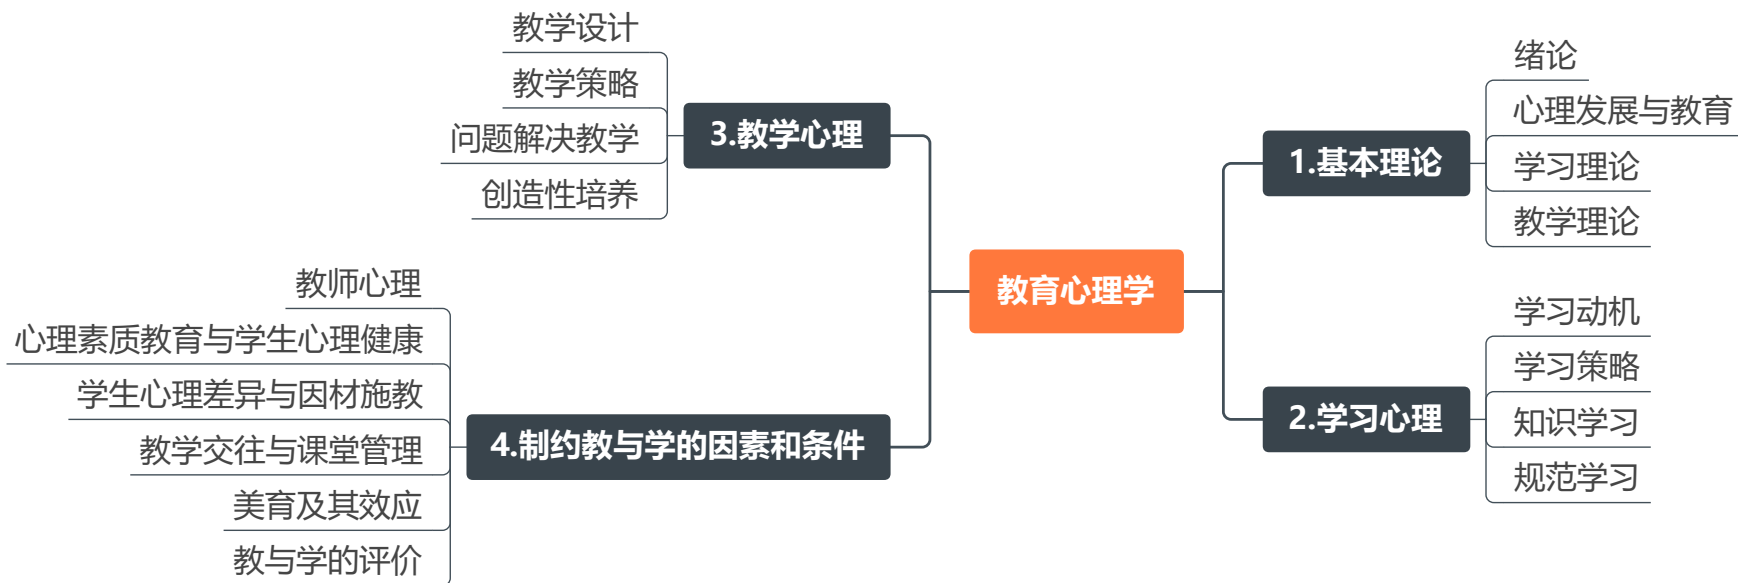 教育心理学
1.基本理论
绪论
心理发展与教育
学习理论
教学理论
2.学习心理
学习动机
学习策略
知识学习
规范学习
3.教学心理
教学设计
教学策略
问题解决教学
创造性培养
4.制约教与学的因素和条件
教师心理
心理素质教育与学生心理健康
学生心理差异与因材施教
教学交往与课堂管理
美育及其效应
教与学的评价